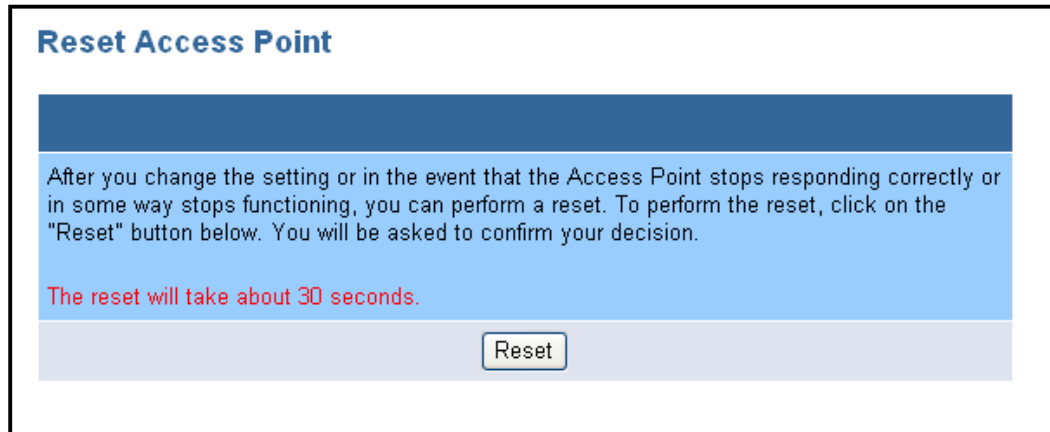 Reset Access Point
After you change the setting or in the event that the Access Point stops responding correctly or
in some way stops functioning, you can perform a reset. To perform the reset, click on the
"Reset" button below. You will be asked to confirm your decision.
The reset will take about 30 seconds.
Reset